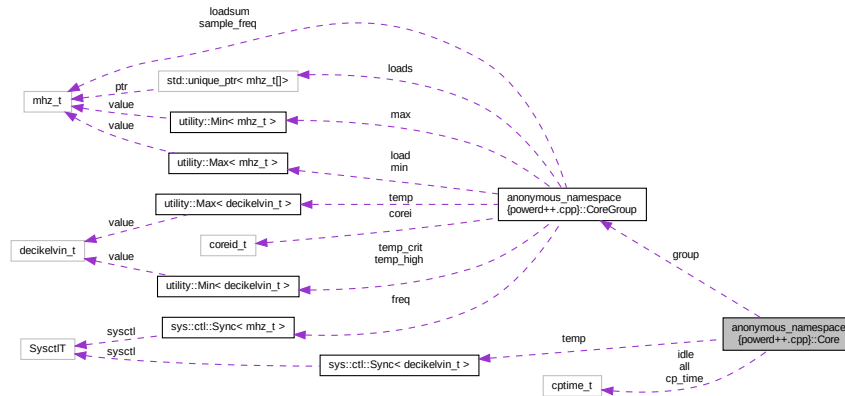 loadsum
sample_freq
loads
std::unique_ptr< mhz_t[]>
ptr
mhz_t
value
utility::Min< mhz_t >
max
value
utility::Max< mhz_t >
load
min
utility::Max< decikelvin_t >
temp
anonymous_namespace
{powerd++.cpp}::CoreGroup
corei
value
coreid_t
decikelvin_t
temp_crit
temp_high
value
group
utility::Min< decikelvin_t >
freq
sys::ctl::Sync< mhz_t >
sysctl
anonymous_namespace
{powerd++.cpp}::Core
SysctlT
sysctl
temp
sys::ctl::Sync< decikelvin_t >
idle
all
cp_time
cptime_t